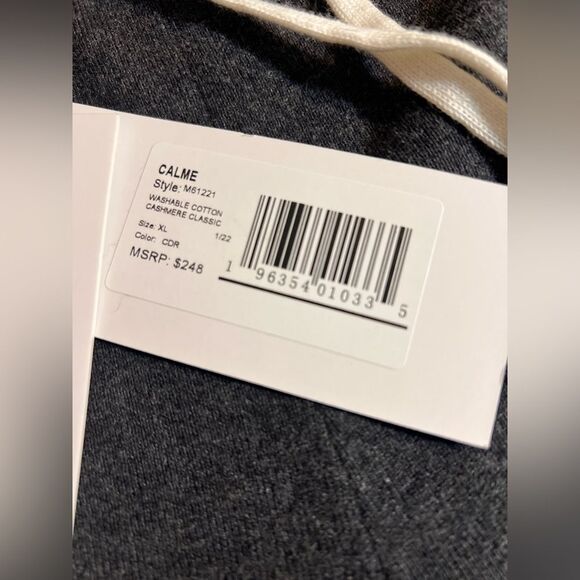 CALME
Style: M61221
WASHABLE COTTON
CASHMERE CLASSIC
Size: XL 1/22
Color: CDR
MSRP: $248
1 96354 01033 5